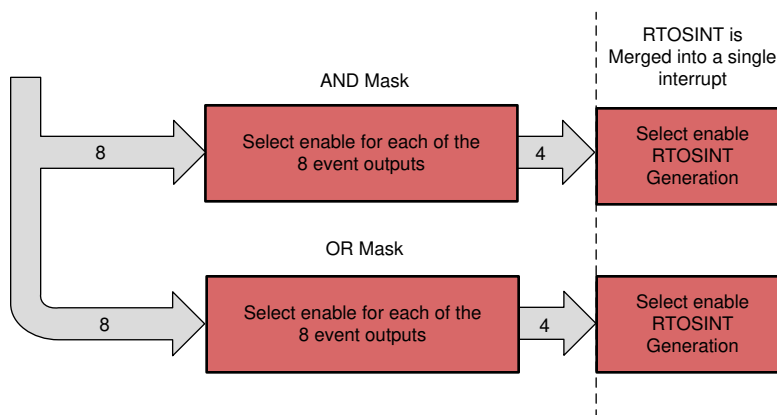 RTOSINT is
Merged into a single
interrupt
AND Mask
8
Select enable for each of the
8 event outputs
4
Select enable
RTOSINT
Generation
OR Mask
8
Select enable for each of the
8 event outputs
4
Select enable
RTOSINT
Generation